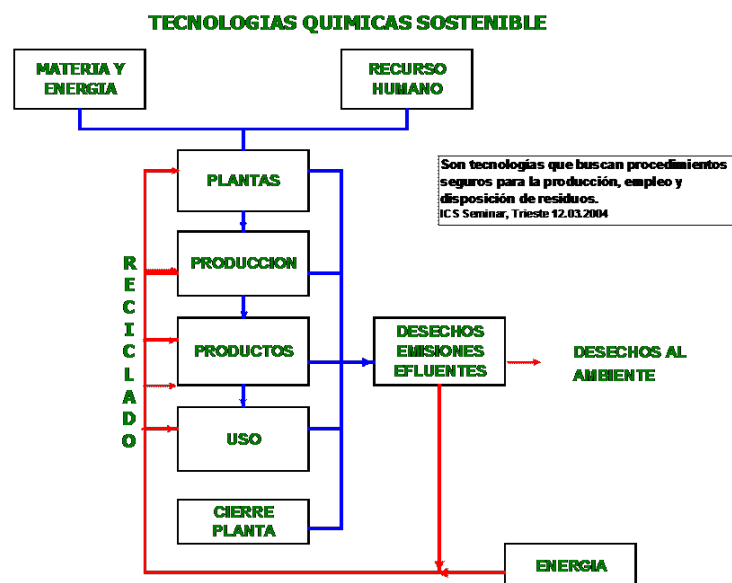 TECNOLOGIAS QUIMICAS SOSTENIBLE
MATERIA Y
ENERGIA
RECURSO
HUMANO
Son tecnologías que buscan procedimientos
seguros para la producción, empleo y
disposición de residuos.
ICS Seminar, Trieste 12.03.2004
PLANTAS
PRODUCCION
PRODUCTOS
USO
CIERRE
PLANTA
RECICLADO
DESECHOS
EMISIONES
EFLUENTES
DESECHOS AL
AMBIENTE
ENERGIA